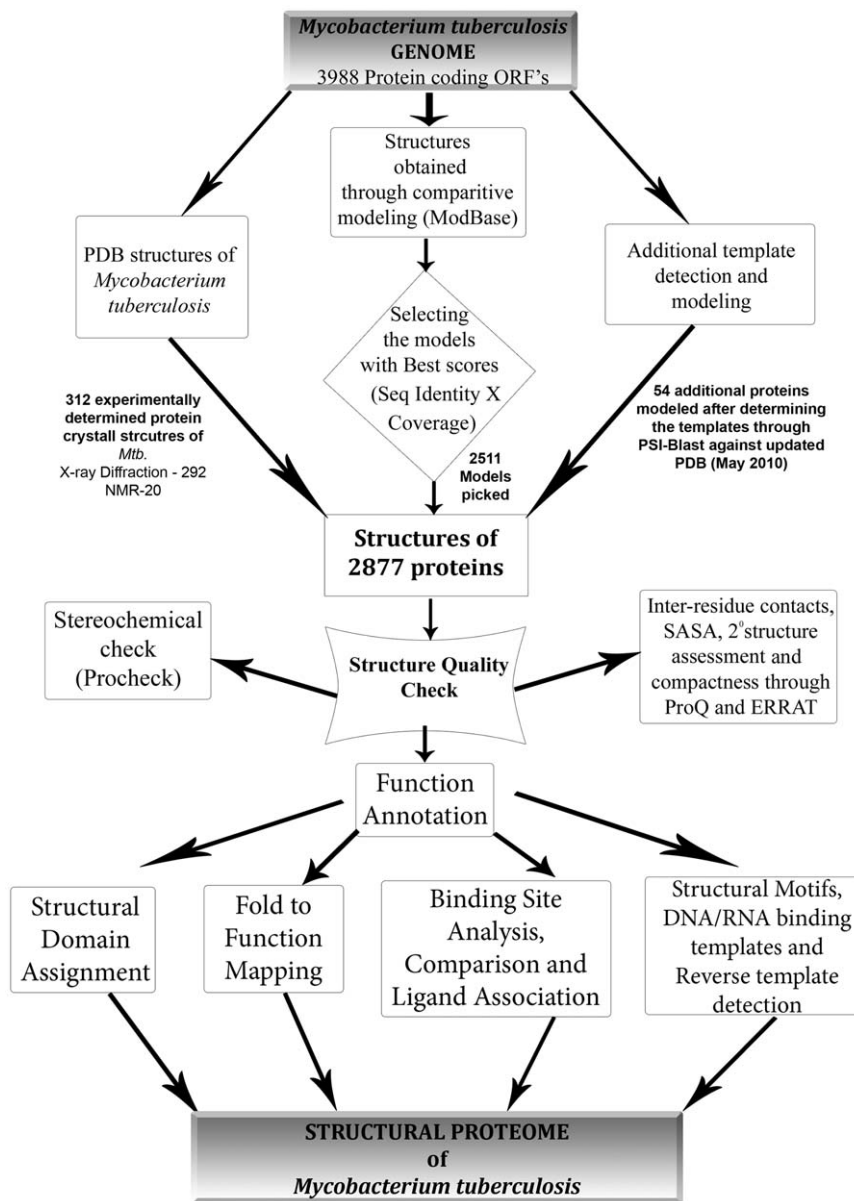 Mycobacterium tuberculosis
GENOME
3988 Protein coding ORF's
Structures
obtained
through comparitive
modeling (ModBase)
PDB structures of
Mycobacterium
tuberculosis
Additional template
detection and
modeling
Selecting
the models
with Best scores
(Seq Identity X
Coverage)
312 experimentally
determined protein
crystall strcutres of
Mtb.
X-ray Diffraction - 292
NMR-20
2511
Models
picked
54 additional proteins
modeled after determining
the templates through
PSI-Blast against updated
PDB (May 2010)
Structures of
2877 proteins
Stereochemical
check
(Procheck)
Structure Quality
Check
Inter-residue contacts,
SASA, 2°structure
assessment and
compactness through
ProQ and ERRAT
Function
Annotation
Structural
Domain
Assignment
Fold to
Function
Mapping
Binding Site
Analysis,
Comparison and
Ligand Association
Structural Motifs,
DNA/RNA binding
templates and
Reverse template
detection
STRUCTURAL PROTEOME
of
Mycobacterium tuberculosis